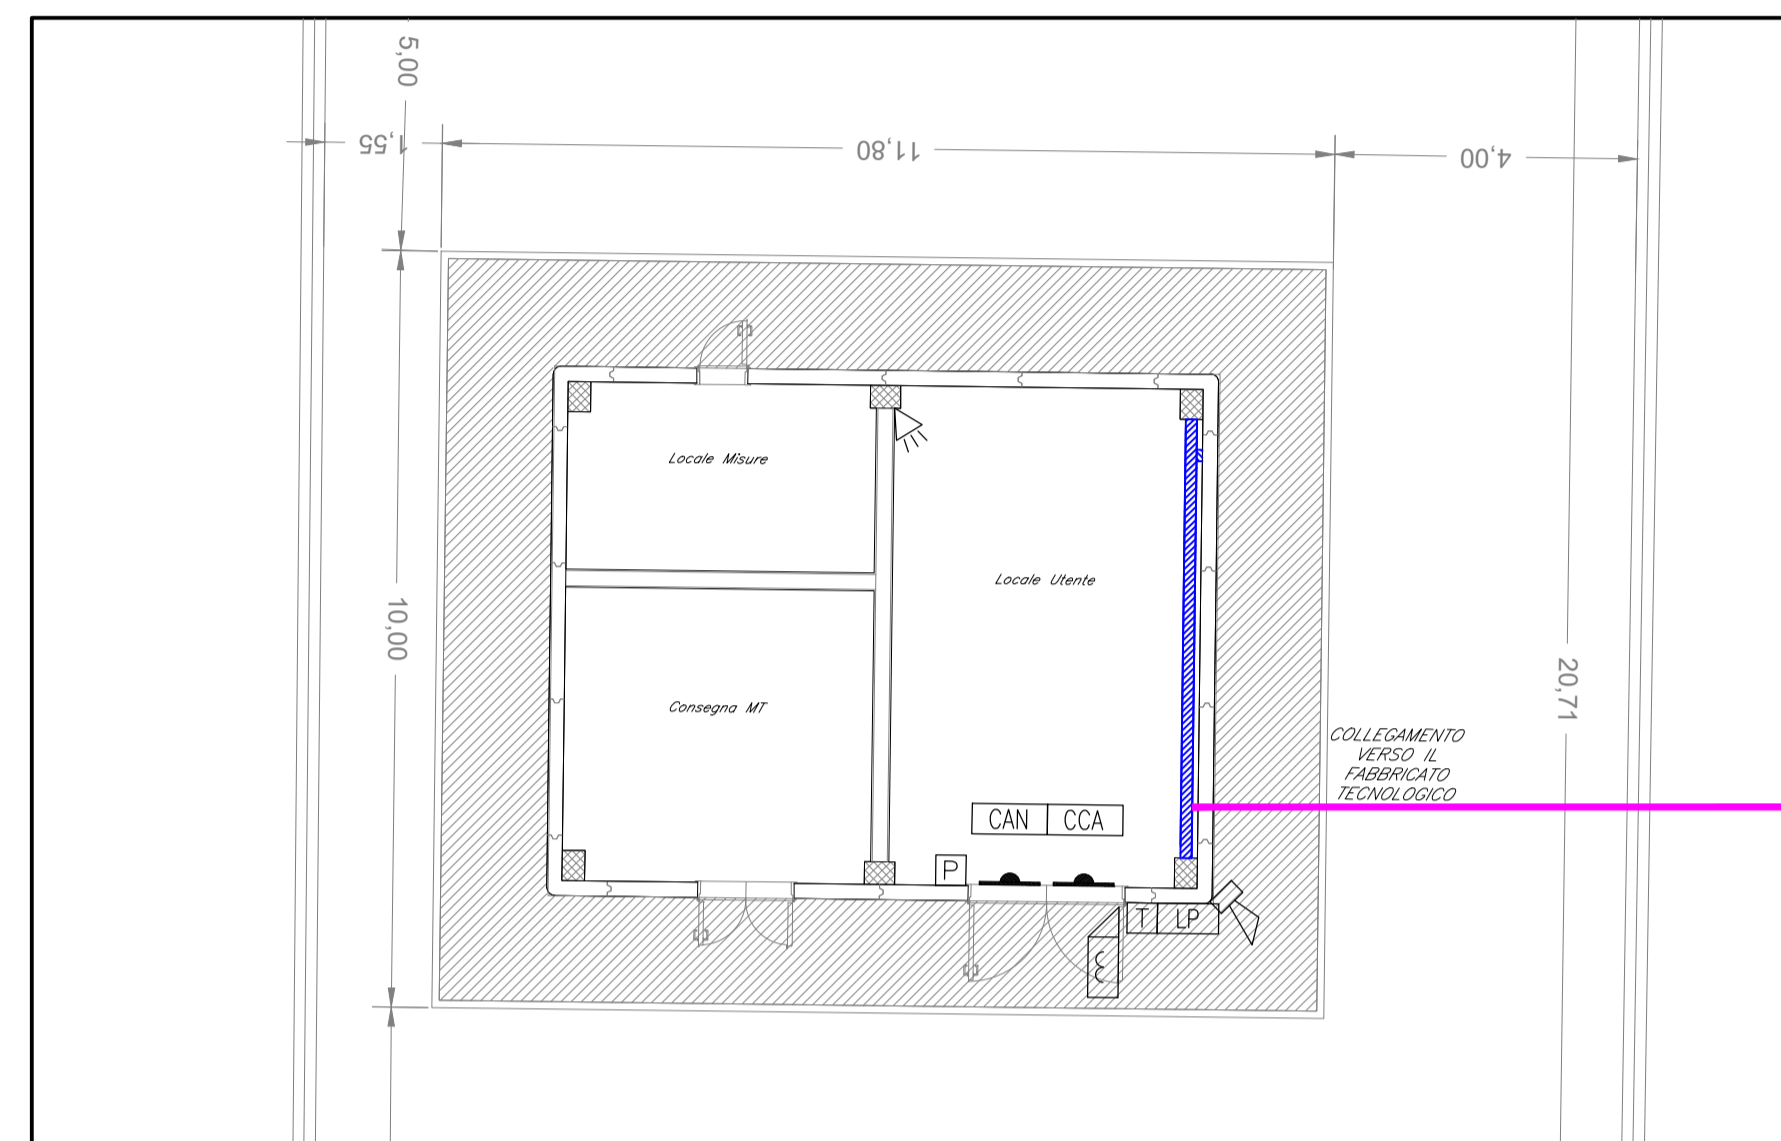 5,00
1,55
11,80
4,00
Locale Misure
Locale Utente
10,00
20,71
Consegna MT
COLLEGAMENTO
VERSO IL
FABBRICATO
TECNOLOGICO
CAN CCA
P
T LP